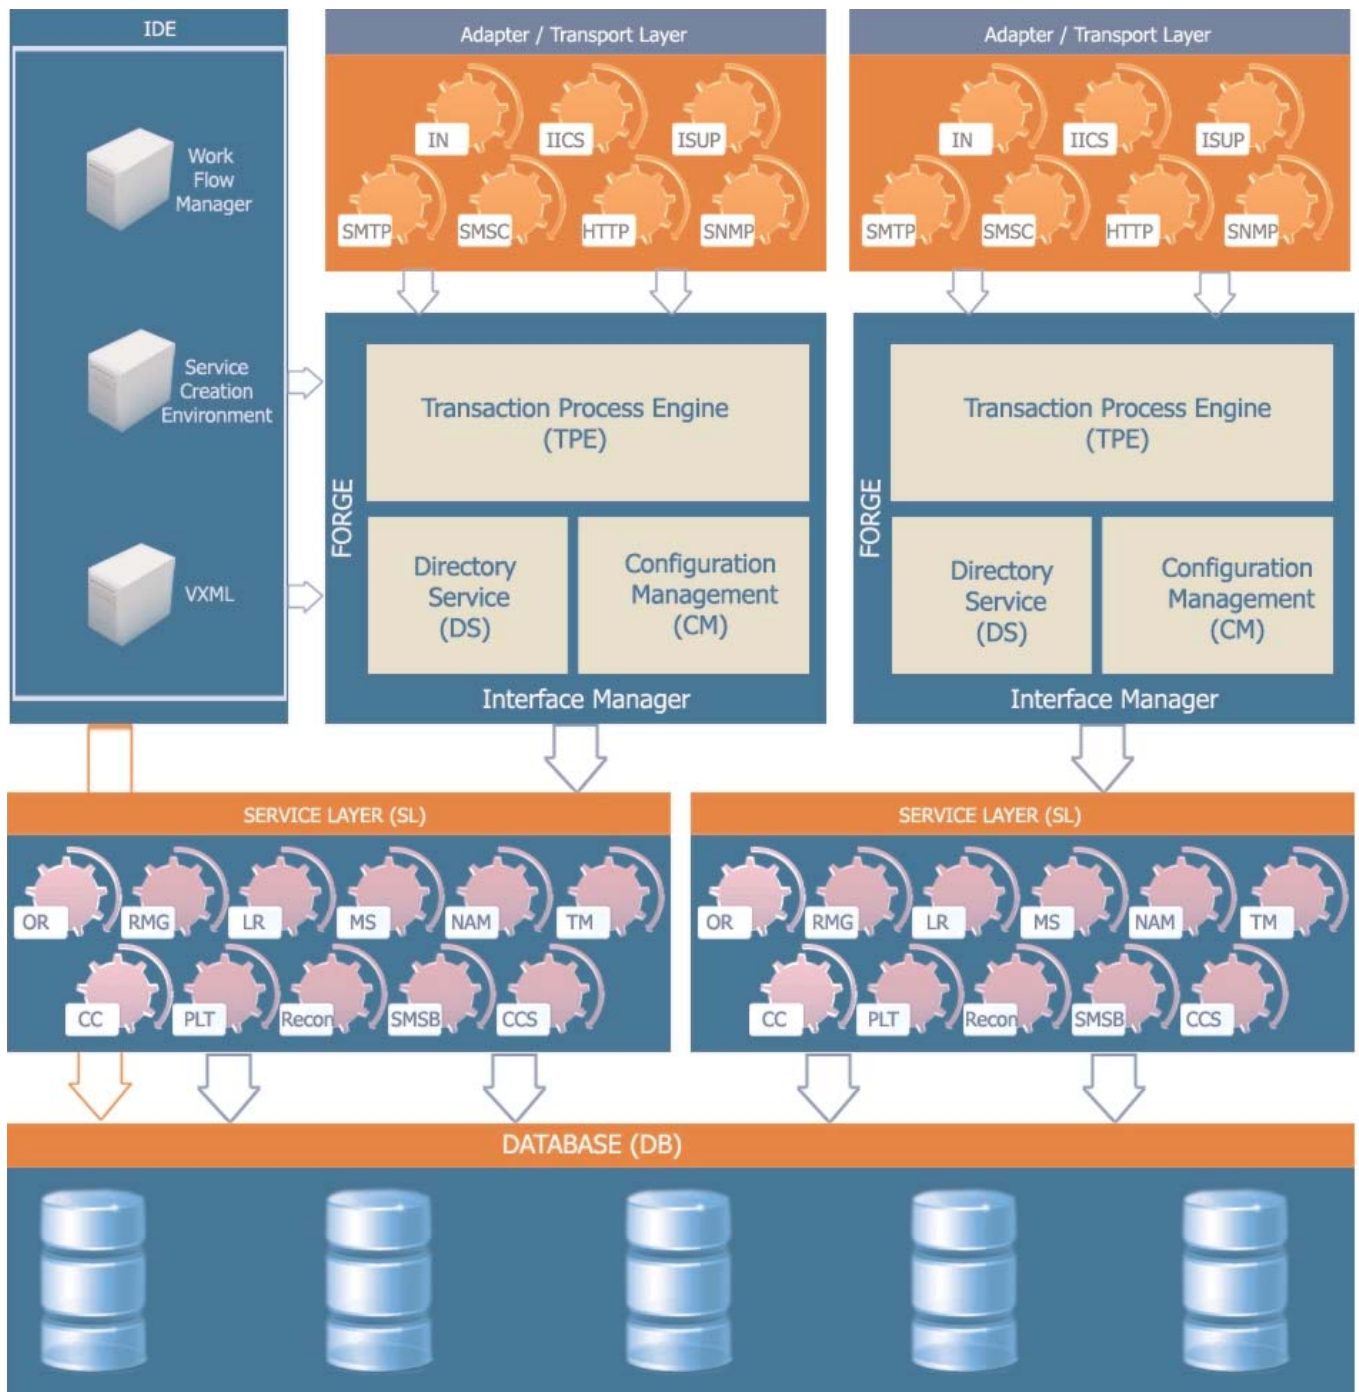 IDE
Work
Flow
Manager
Service
Creation
Environment
VXML
Adapter / Transport Layer
IN
IICS
ISUP
SMTP
SMSC
HTTP
SNMP
FORGE
Transaction Process Engine
(TPE)
Directory
Service
(DS)
Configuration
Management
(CM)
Interface Manager
Adapter / Transport Layer
IN
IICS
ISUP
SMTP
SMSC
HTTP
SNMP
FORGE
Transaction Process Engine
(TPE)
Directory
Service
(DS)
Configuration
Management
(CM)
Interface Manager
SERVICE LAYER (SL)
OR
RMG
LR
MS
NAM
TM
CC
PLT
Recon
SMSB
CCS
SERVICE LAYER (SL)
OR
RMG
LR
MS
NAM
TM
CC
PLT
Recon
SMSB
CCS
DATABASE (DB)